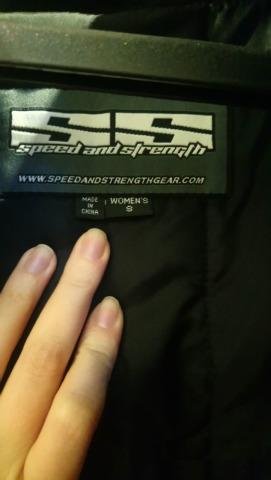 SS
speed and strength
WWW.SPEEDANDSTRENGTHGEAR.COM
MADE IN CHINA
WOMEN'S
S